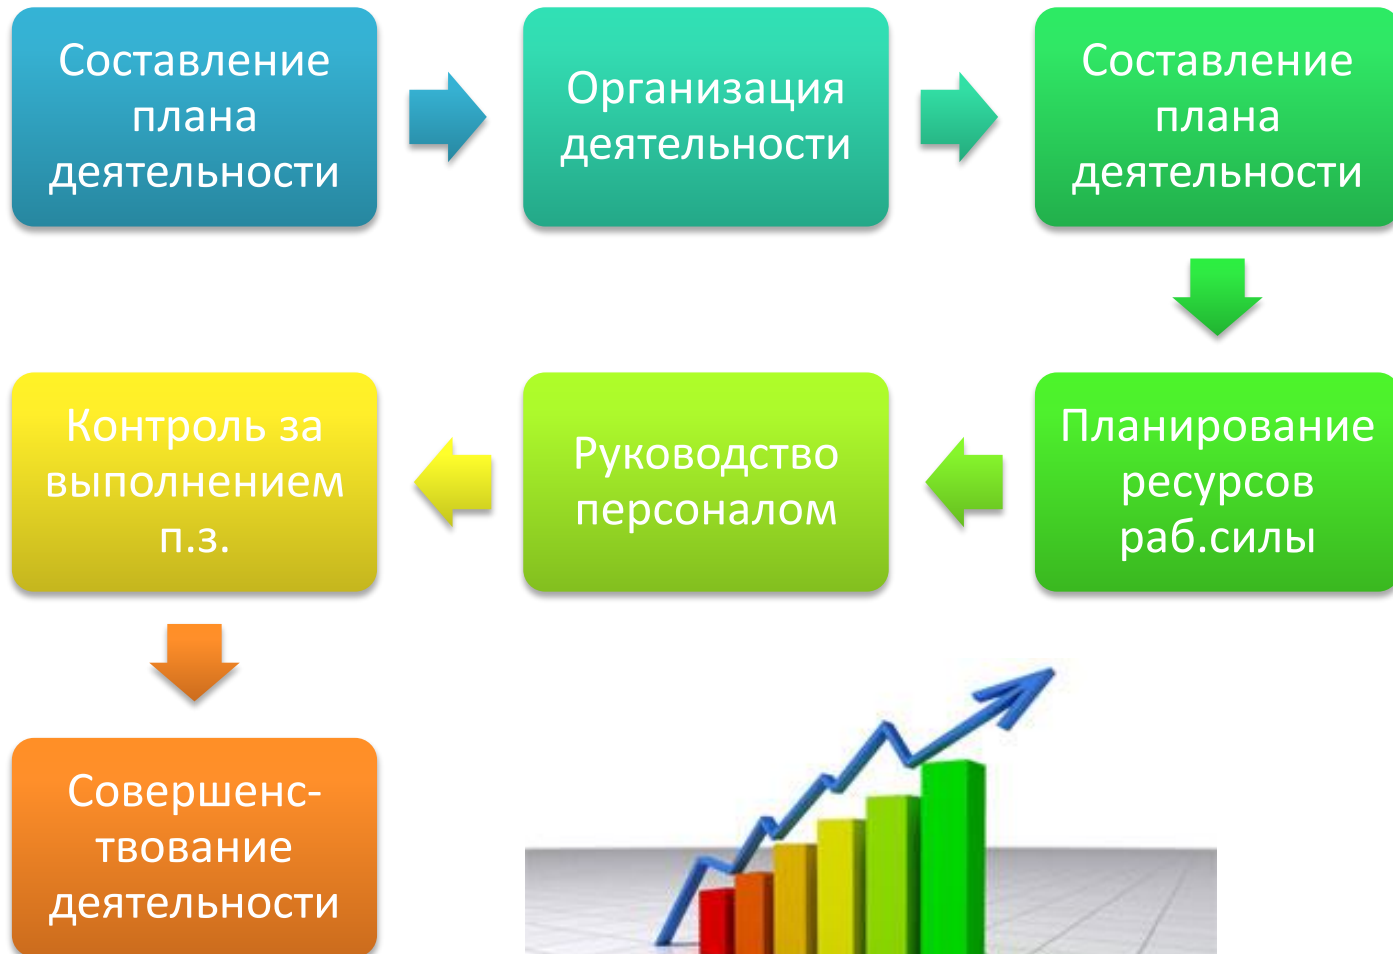 Составление
плана
деятельности
Организация
деятельности
Составление
плана
деятельности
Планирование
ресурсов
раб.силы
Руководство
персоналом
Контроль за
выполнением
п.з.
Совершенс-
твование
деятельности